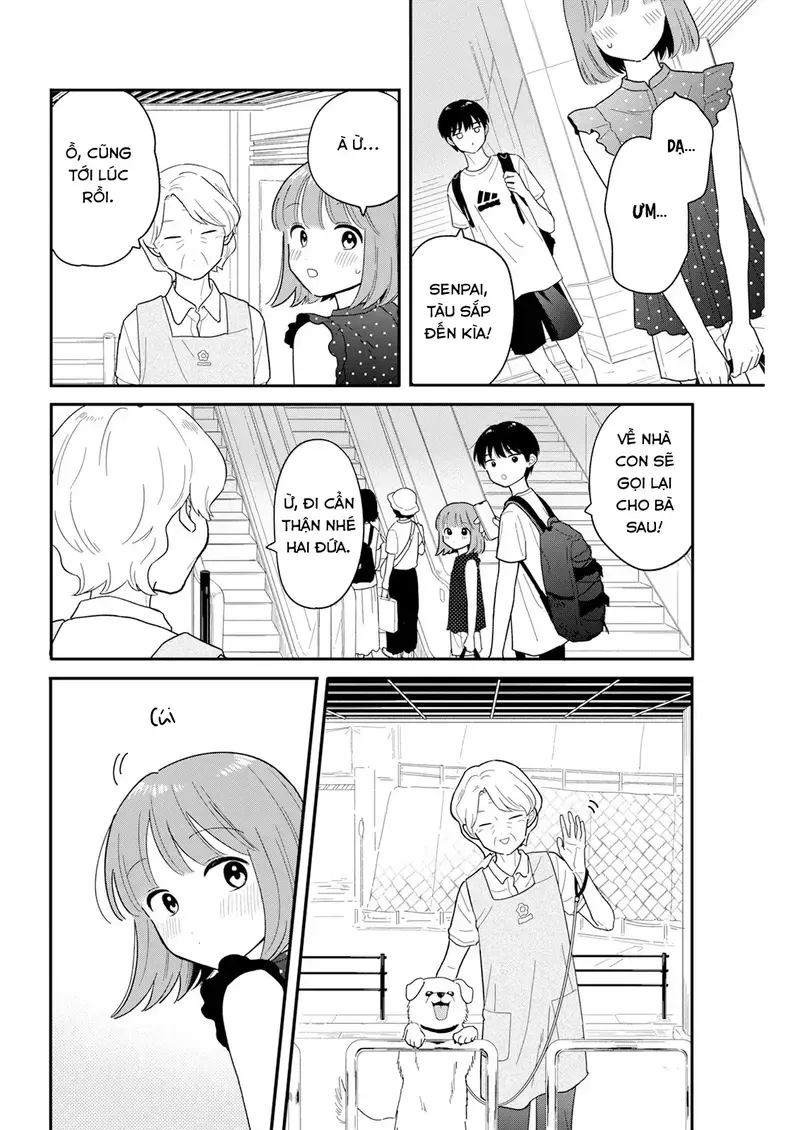 DẠ...
ƯM...
SENPAI,
TÀU SẮP
ĐẾN KÌA!
À Ừ...
Ồ, CŨNG
TỚI LÚC
RỒI.
VỀ NHÀ
CON SẼ
GỌI LẠI
CHO BÀ
SAU!
Ừ, ĐI CẨN
THẬN NHÉ
HAI ĐỨA.
Cúi